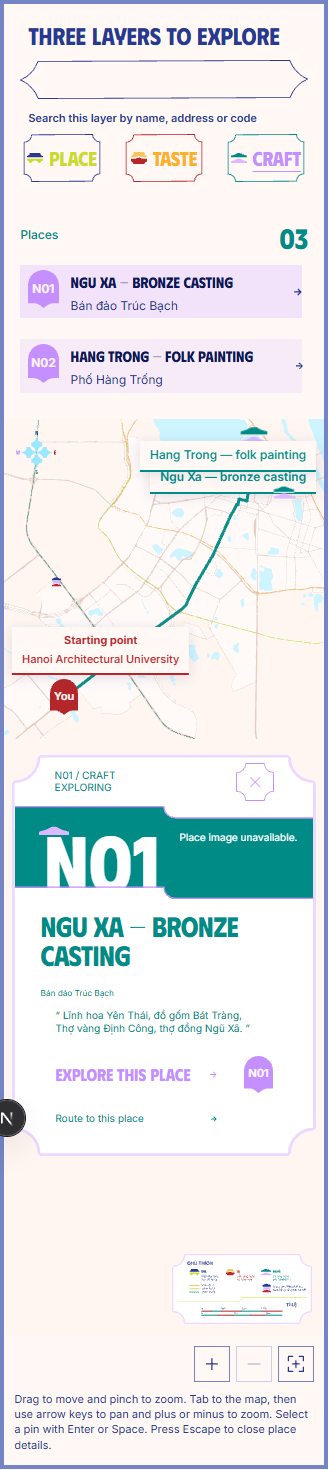 THREE LAYERS TO EXPLORE
Search this layer by name, address or code
PLACE
TASTE
CRAFT
Places
03
N01
NGU XA — BRONZE CASTING
Bán đảo Trúc Bạch
→
N02
HANG TRONG — FOLK PAINTING
Phố Hàng Trống
→
Hang Trong — folk painting
Ngu Xa — bronze casting
Starting point
Hanoi Architectural University
You
N01 / CRAFT
EXPLORING
N01
Place image unavailable.
NGU XA — BRONZE
CASTING
Bán đảo Trúc Bạch
" Lĩnh hoa Yên Thái, đồ gốm Bát Tràng,
Thợ vàng Định Công, thợ đồng Ngũ Xã. "
EXPLORE THIS PLACE →
N01
Route to this place →
N
GHÚ THÍCH
Drag to move and pinch to zoom. Tab to the map, then
use arrow keys to pan and plus or minus to zoom. Select
a pin with Enter or Space. Press Escape to close place
details.